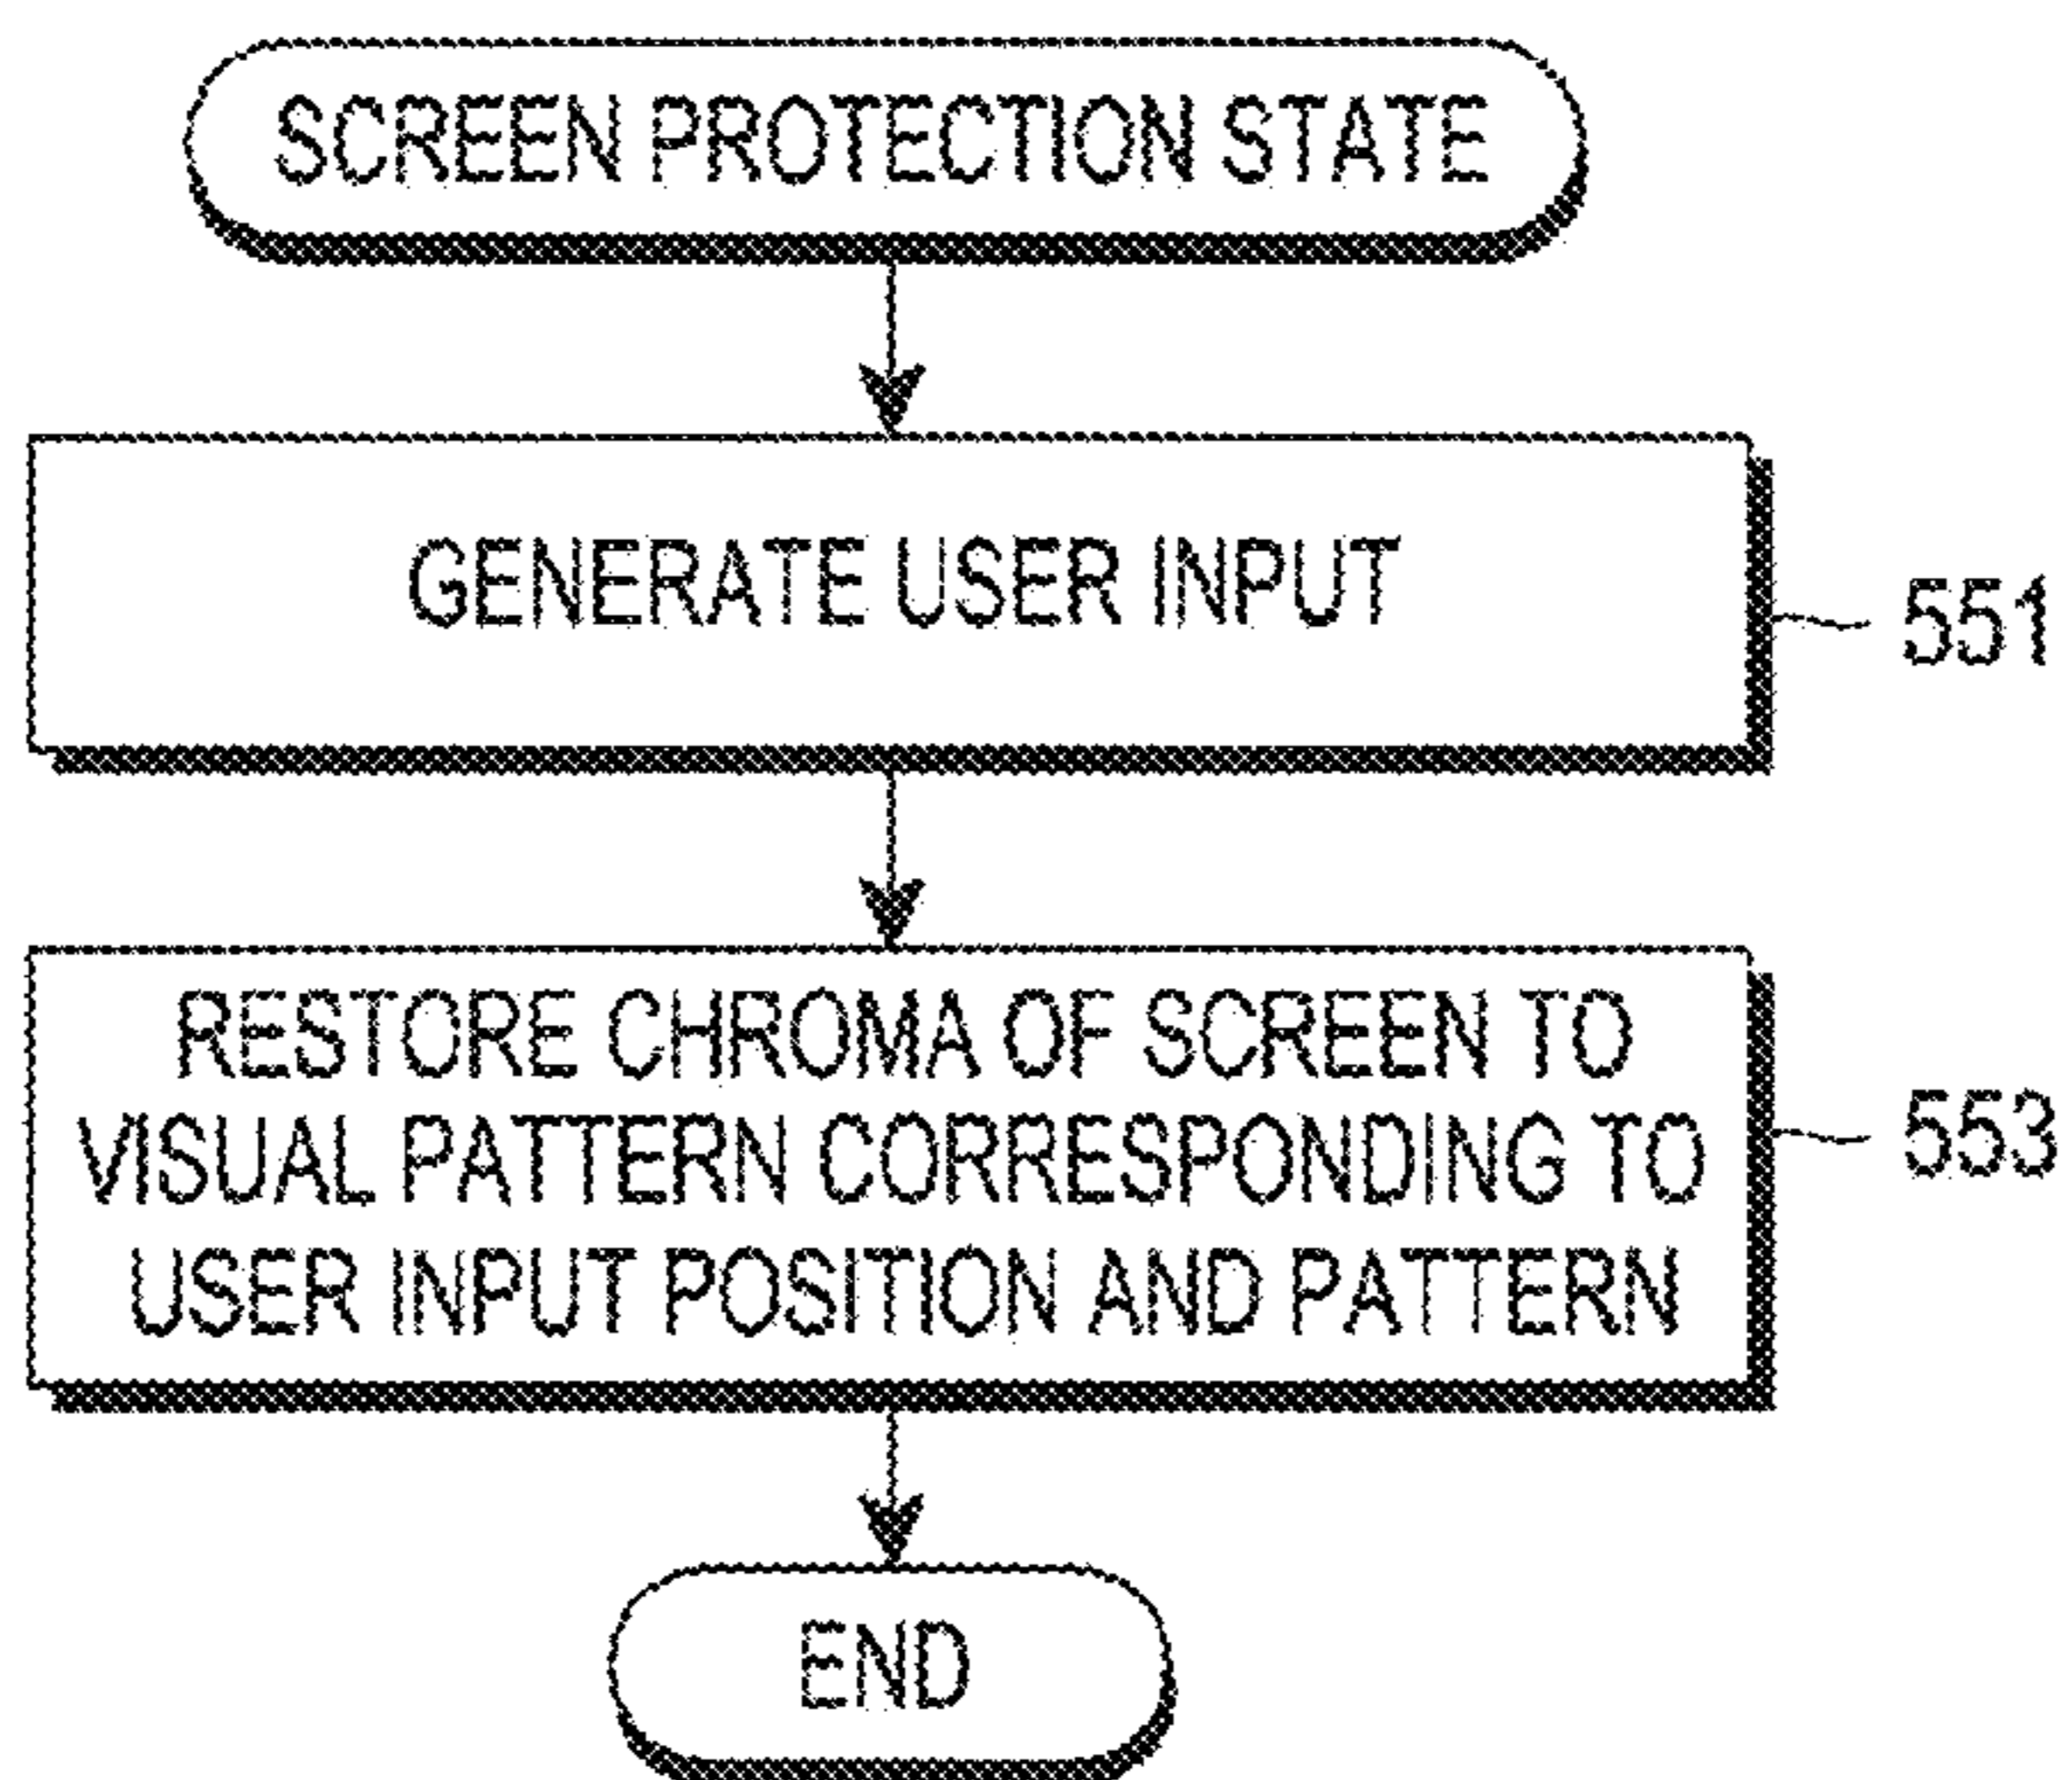 SCREEN PROTECTION STATE
GENERATE USER INPUT
551
RESTORE CHROMA OF SCREEN TO
VISUAL PATTERN CORRESPONDING TO
USER INPUT POSITION AND PATTERN
553
END